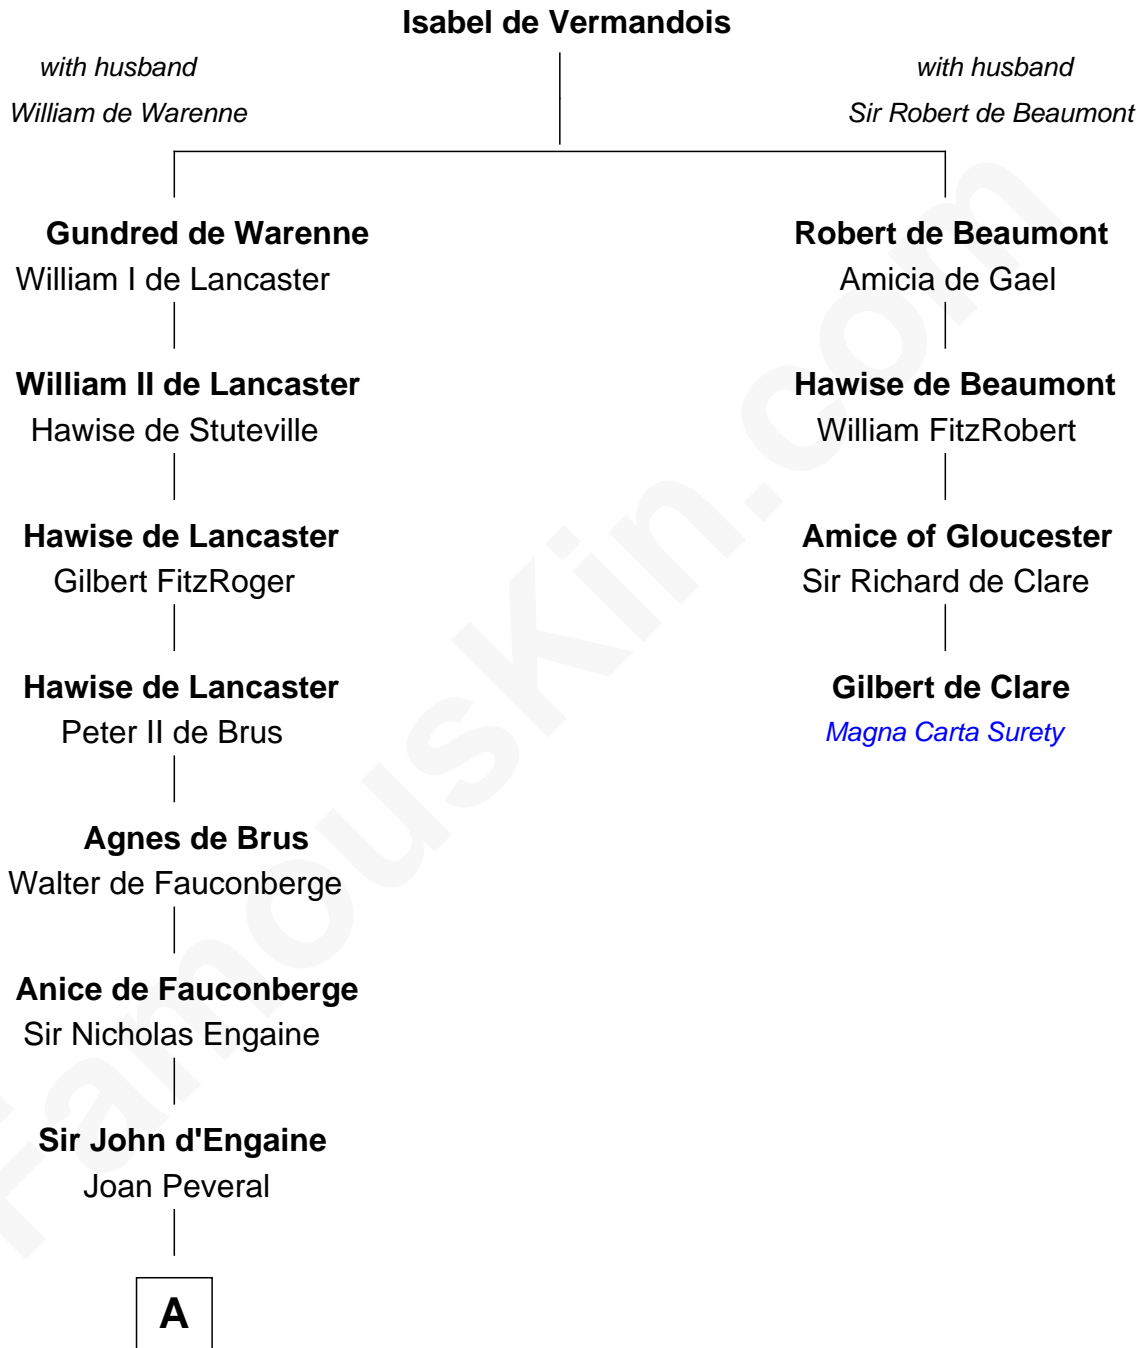 Isabel de Vermandois
with husband
William de Warenne
with husband
Sir Robert de Beaumont
Gundred de Warenne
William I de Lancaster
William II de Lancaster
Hawise de Stuteville
Hawise de Lancaster
Gilbert FitzRoger
Hawise de Lancaster
Peter II de Brus
Agnes de Brus
Walter de Fauconberge
Anice de Fauconberge
Sir Nicholas Engaine
Sir John d'Engaine
Joan Peveral
A
Robert de Beaumont
Amicia de Gael
Hawise de Beaumont
William FitzRobert
Amice of Gloucester
Sir Richard de Clare
Gilbert de Clare
Magna Carta Surety
FamousKin.com